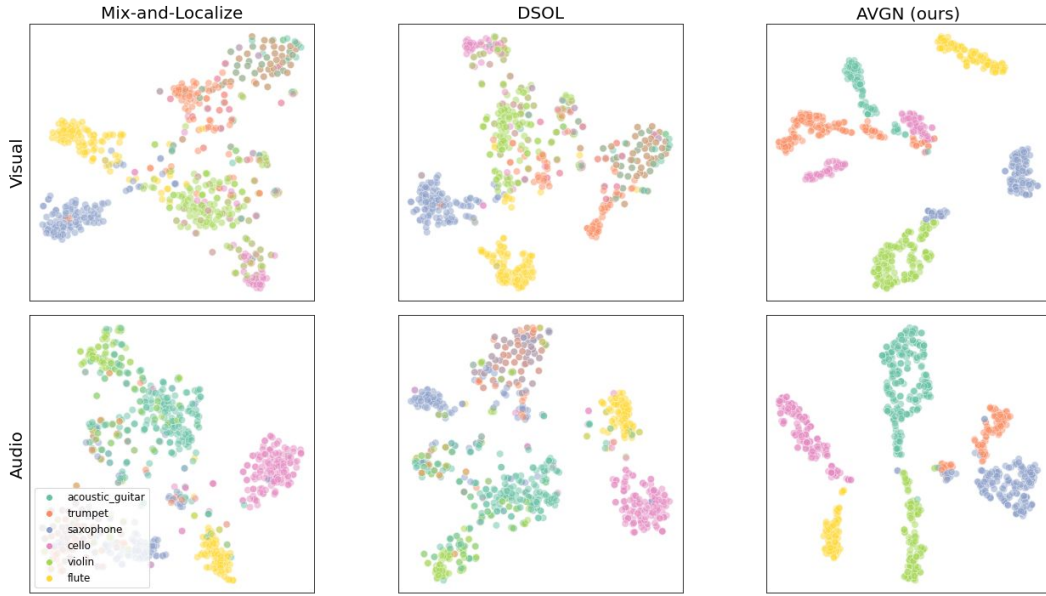 Mix-and-Localize
DSOL
AVGN (ours)
Visual
Audio
acoustic_guitar
trumpet
saxophone
cello
violin
flute